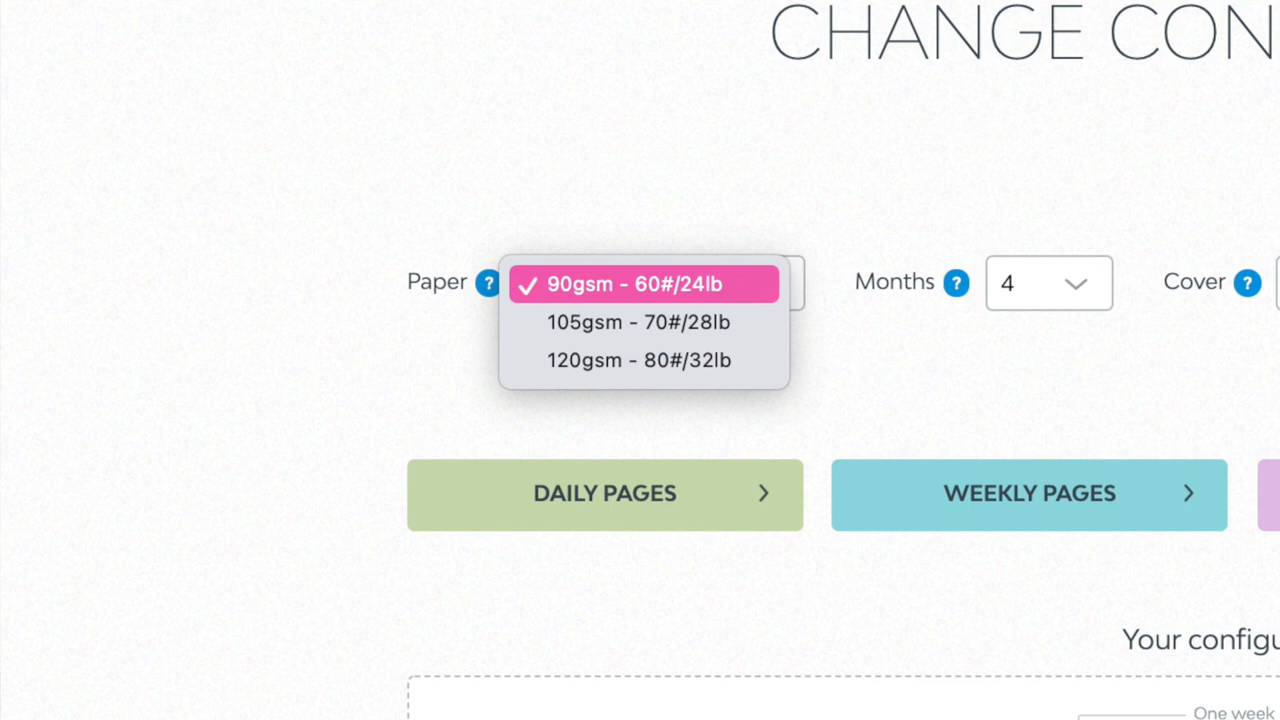 CHANGE CON
Paper ?
90gsm - 60#/24lb
105gsm - 70#/28lb
120gsm - 80#/32lb
Months ? 4
Cover ?
DAILY PAGES
WEEKLY PAGES
Your config
One week